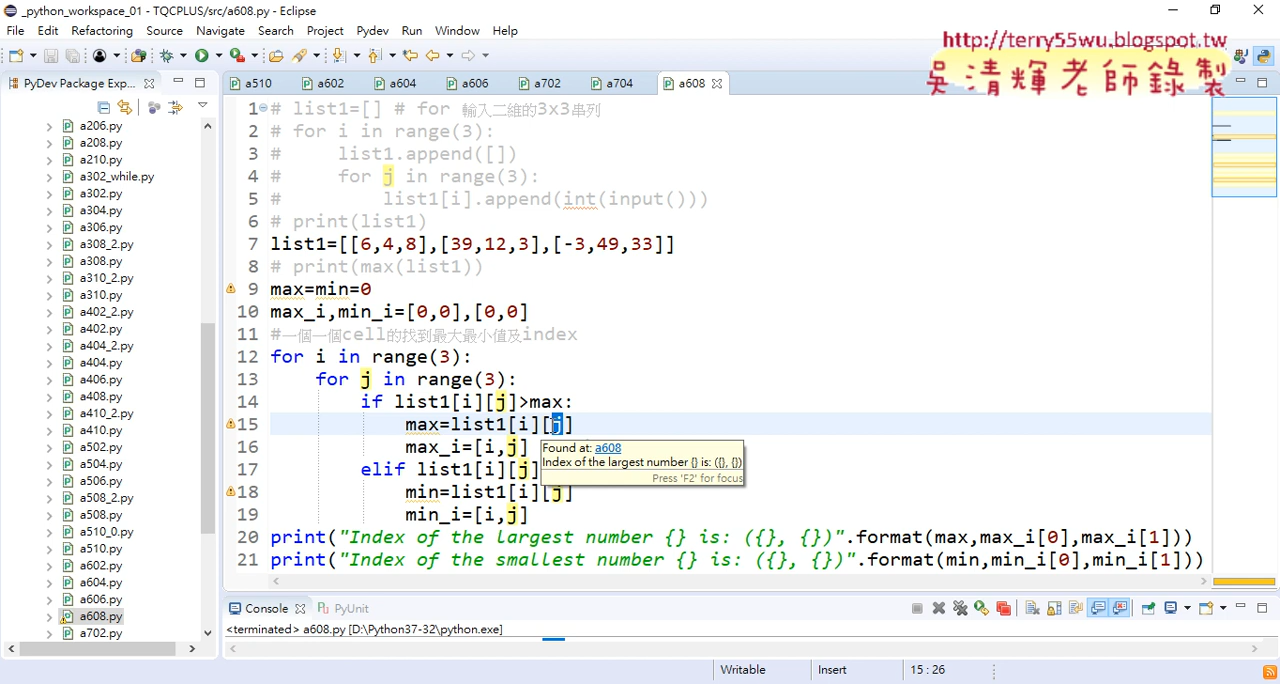 _python_workspace_01 - TQCPLUS/src/a608.py - Eclipse
File Edit Refactoring Source Navigate Search Project Pydev Run Window Help
http://terry55wu.blogspot.tw
吳清輝老師錄製
PyDev Package Exp...
a510 a602 a604 a606 a702 a704 a608
a206.py
a208.py
a210.py
a302_while.py
a302.py
a304.py
a306.py
a308_2.py
a308.py
a310_2.py
a310.py
a402_2.py
a402.py
a404_2.py
a404.py
a406.py
a408.py
a410_2.py
a410.py
a502.py
a504.py
a506.py
a508_2.py
a508.py
a510_0.py
a510.py
a602.py
a604.py
a606.py
a608.py
a702.py
1 # list1=[] # for 輸入二維的3x3串列
2 # for i in range(3):
3 #     list1.append([])
4 #     for j in range(3):
5 #         list1[i].append(int(input()))
6 # print(list1)
7 list1=[[6,4,8],[39,12,3],[-3,49,33]]
8 # print(max(list1))
9 max=min=0
10 max_i,min_i=[0,0],[0,0]
11 #一個一個cell的找到最大最小值及index
12 for i in range(3):
13     for j in range(3):
14         if list1[i][j]>max:
15             max=list1[i][j]
16             max_i=[i,j]
17         elif list1[i][j]
18             min=list1[i][j]
19             min_i=[i,j]
20 print("Index of the largest number {} is: ({}, {})".format(max,max_i[0],max_i[1]))
21 print("Index of the smallest number {} is: ({}, {})".format(min,min_i[0],min_i[1]))
Found at: a608
Index of the largest number {} is: ({}, {})
Press 'F2' for focus
Console PyUnit
<terminated> a608.py [D:\Python37-32\python.exe]
Writable Insert 15 : 26